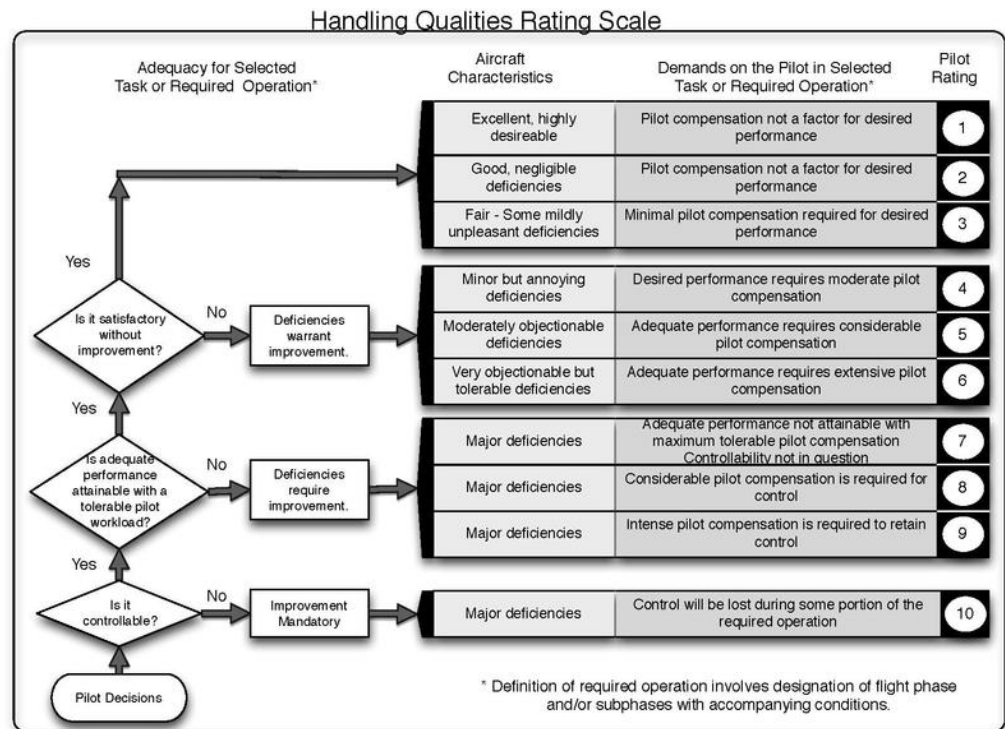 Handling Qualities Rating Scale
Adequacy for Selected
Task or Required Operation*
Aircraft
Characteristics
Demands on the Pilot in Selected
Task or Required Operation*
Pilot
Rating
Excellent, highly
desireable
Pilot compensation not a factor for desired
performance
1
Good, negligible
deficiencies
Pilot compensation not a factor for desired
performance
2
Fair - Some mildly
unpleasant deficiencies
Minimal pilot compensation required for desired
performance
3
Yes
Is it satisfactory
without
improvement?
No
Deficiencies
warrant
improvement.
Minor but annoying
deficiencies
Desired performance requires moderate pilot
compensation
4
Moderately objectionable
deficiencies
Adequate performance requires considerable
pilot compensation
5
Very objectionable but
tolerable deficiencies
Adequate performance requires extensive pilot
compensation
6
Yes
Is adequate
performance
attainable with a
tolerable pilot
workload?
No
Deficiencies
require
improvement.
Major deficiencies
Adequate performance not attainable with
maximum tolerable pilot compensation
Controllability not in question
7
Major deficiencies
Considerable pilot compensation is required for
control
8
Major deficiencies
Intense pilot compensation is required to retain
control
9
Yes
Is it
controllable?
No
Improvement
Mandatory
Major deficiencies
Control will be lost during some portion of the
required operation
10
Pilot Decisions
* Definition of required operation involves designation of flight phase
and/or subphases with accompanying conditions.